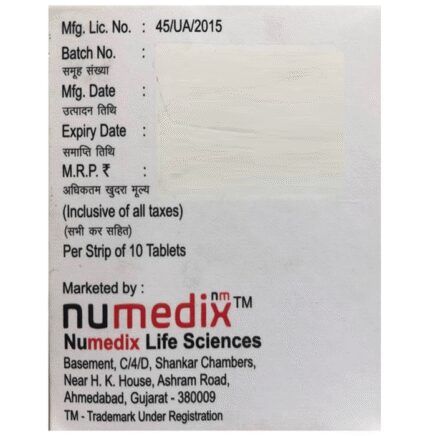 Mfg. Lic. No. : 45/UA/2015
Batch No. :
समूह संख्या
Mfg. Date :
उत्पादन तिथि
Expiry Date :
समाप्ति तिथि
M.R.P. ₹ :
अधिकतम खुदरा मूल्य
(Inclusive of all taxes)
(सभी कर सहित)
Per Strip of 10 Tablets
Marketed by :
nm
numedix TM
Numedix Life Sciences
Basement, C/4/D, Shankar Chambers,
Near H. K. House, Ashram Road,
Ahmedabad, Gujarat - 380009
TM - Trademark Under Registration